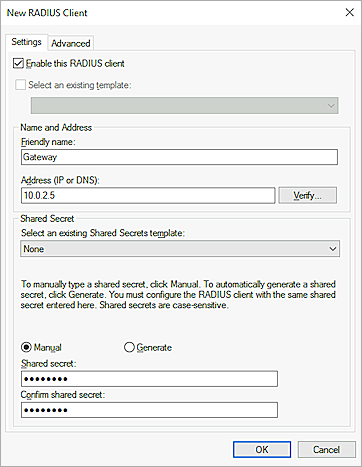 New RADIUS Client
Settings
Advanced
Enable this RADIUS client
Select an existing template:
Name and Address
Friendly name:
Gateway
Address (IP or DNS):
10.0.2.5
Verify...
Shared Secret
Select an existing Shared Secrets template:
None
To manually type a shared secret, click Manual. To automatically generate a shared
secret, click Generate. You must configure the RADIUS client with the same shared
secret entered here. Shared secrets are case-sensitive.
Manual
Generate
Shared secret:
●●●●●●●●
Confirm shared secret:
●●●●●●●●
OK
Cancel